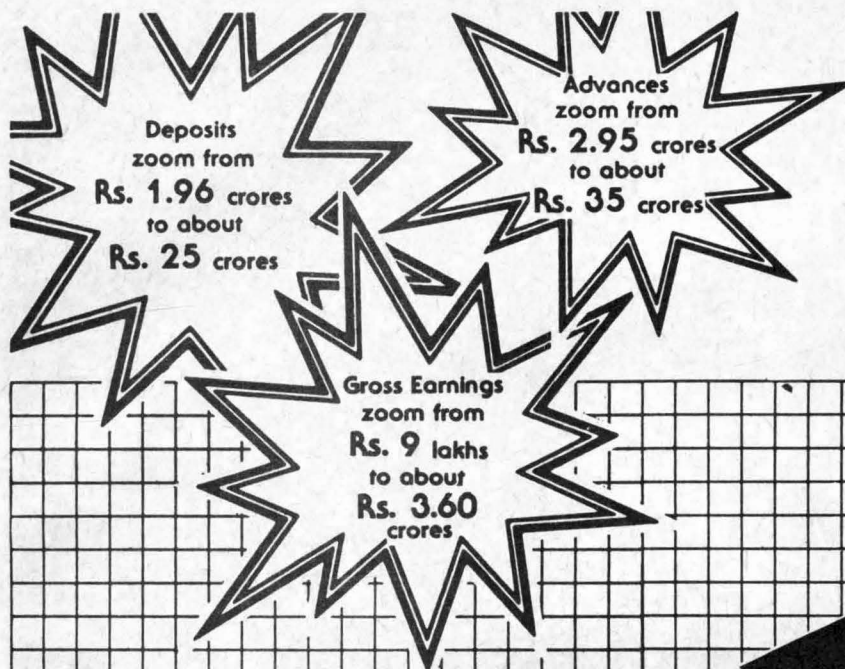 Deposits
zoom from
Rs. 1.96 crores
to about
Rs. 25 crores
Advances
zoom from
Rs. 2.95 crores
to about
Rs. 35 crores
Gross Earnings
zoom from
Rs. 9 lakhs
to about
Rs. 3.60
crores